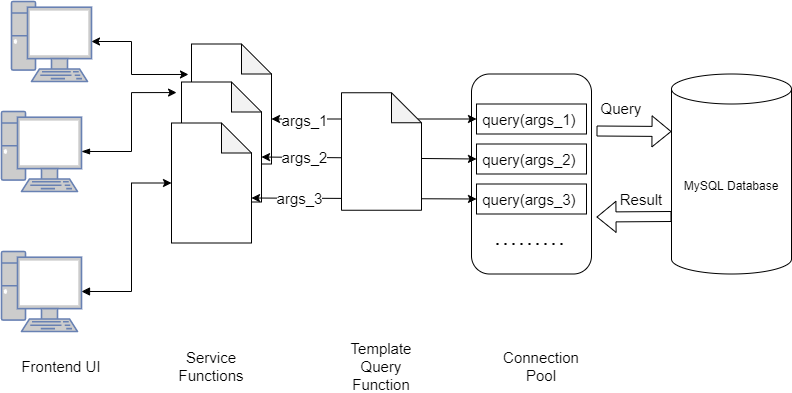 args_1
args_2
args_3
query(args_1)
query(args_2)
query(args_3)
.........
Query
Result
MySQL Database
Frontend UI
Service
Functions
Template
Query
Function
Connection
Pool